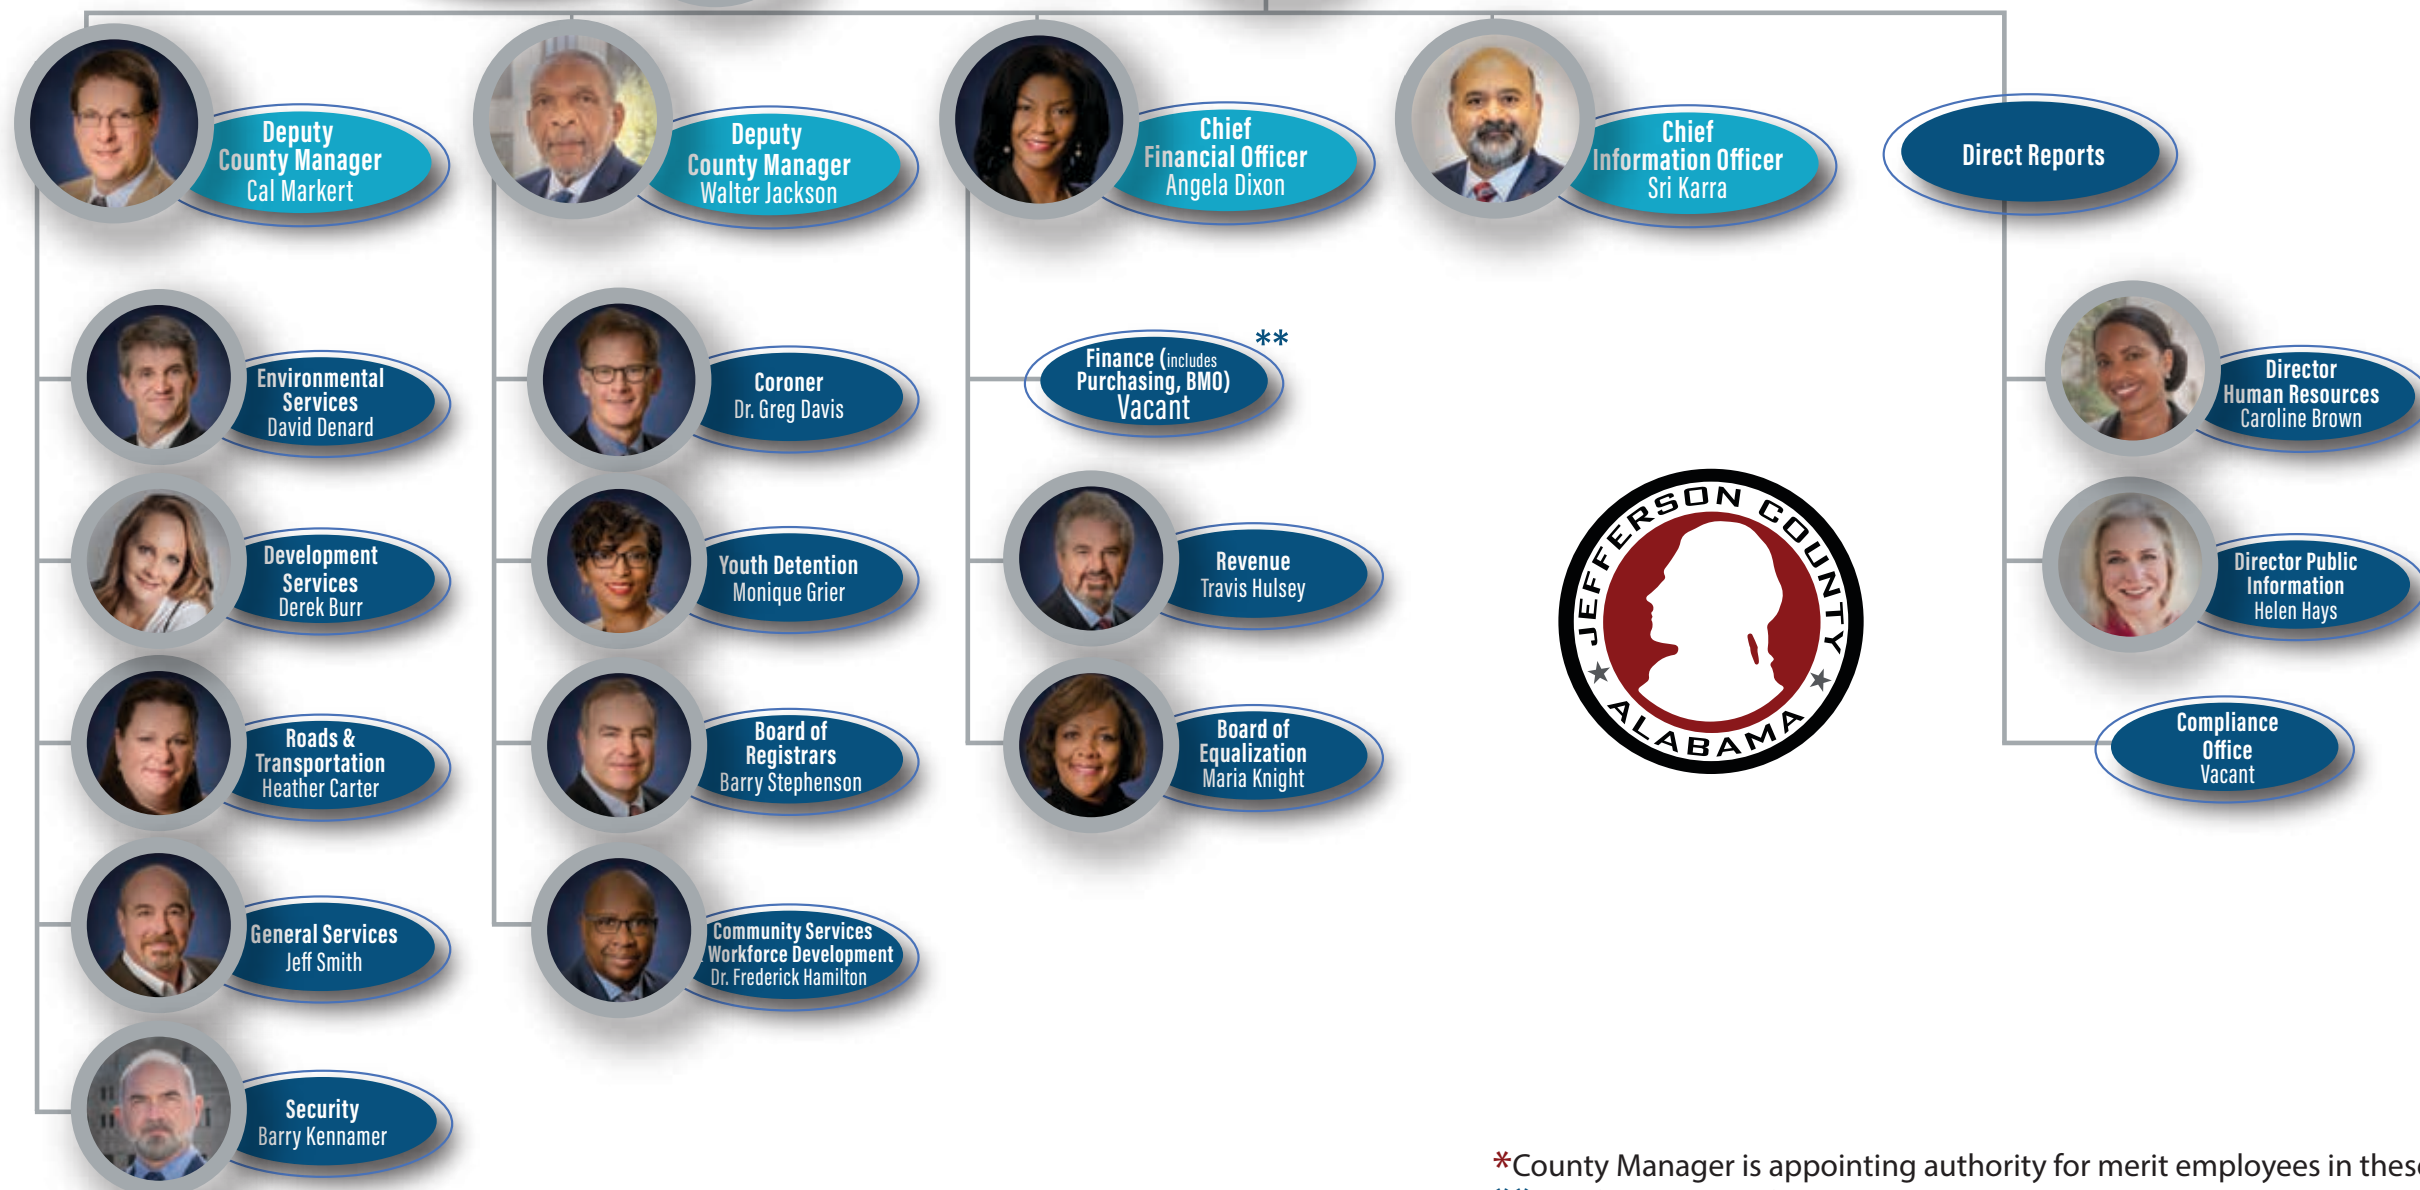 Deputy
County Manager
Cal Markert
Deputy
County Manager
Walter Jackson
Chief
Financial Officer
Angela Dixon
Chief
Information Officer
Sri Karra
Direct Reports
Environmental
Services
David Denard
Development
Services
Derek Burr
Roads &
Transportation
Heather Carter
General Services
Jeff Smith
Security
Barry Kennamer
Coroner
Dr. Greg Davis
Youth Detention
Monique Grier
Board of
Registrars
Barry Stephenson
Community Services
Workforce Development
Dr. Frederick Hamilton
Finance (includes
Purchasing, BMO)
Vacant
**
Revenue
Travis Hulsey
Board of
Equalization
Maria Knight
JEFFERSON COUNTY
ALABAMA
Director
Human Resources
Caroline Brown
Director Public
Information
Helen Hays
Compliance
Office
Vacant
*County Manager is appointing authority for merit employees in these